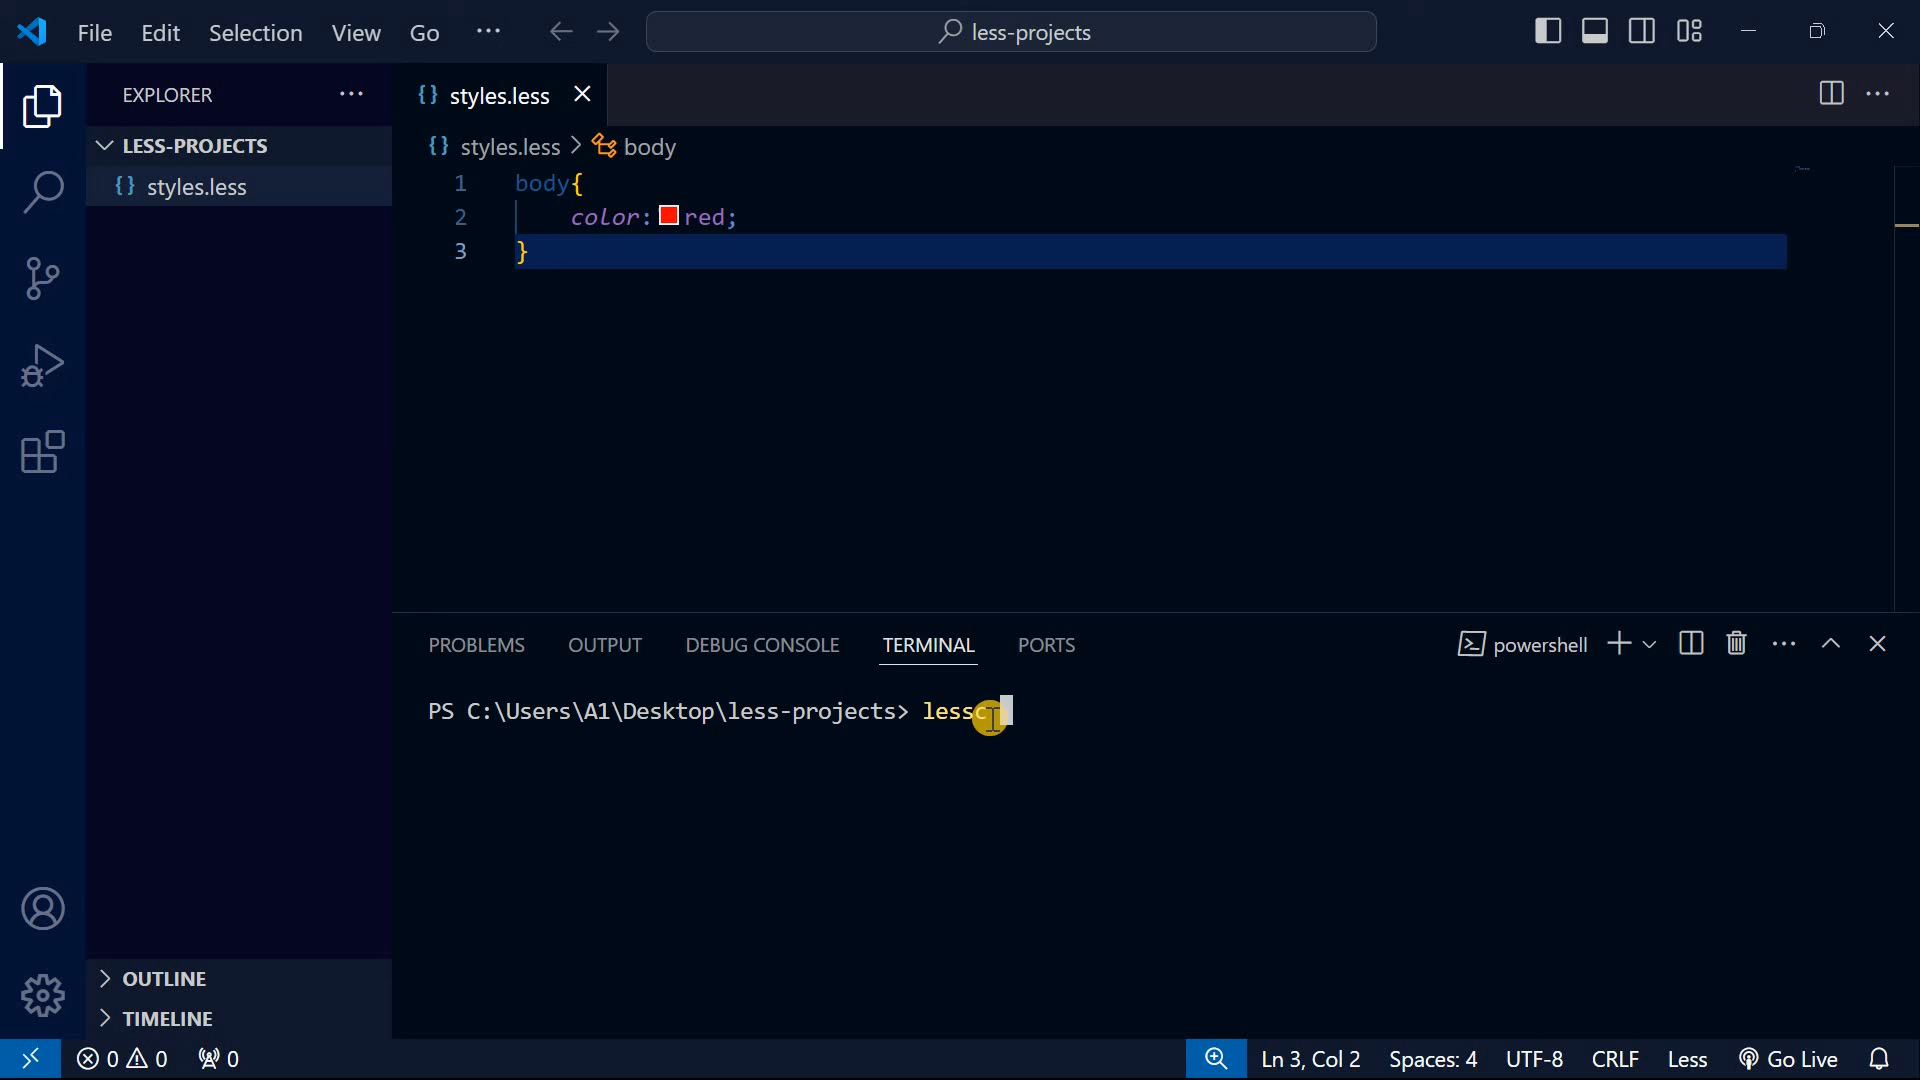 File Edit Selection View Go ··· less-projects
EXPLORER ···
LESS-PROJECTS
{} styles.less
{} styles.less
{} styles.less > body
1 body{
2 color: red;
3 }
PROBLEMS OUTPUT DEBUG CONSOLE TERMINAL PORTS
powershell
PS C:\Users\A1\Desktop\less-projects> lessc
OUTLINE
TIMELINE
0 0 0 Ln 3, Col 2 Spaces: 4 UTF-8 CRLF Less Go Live